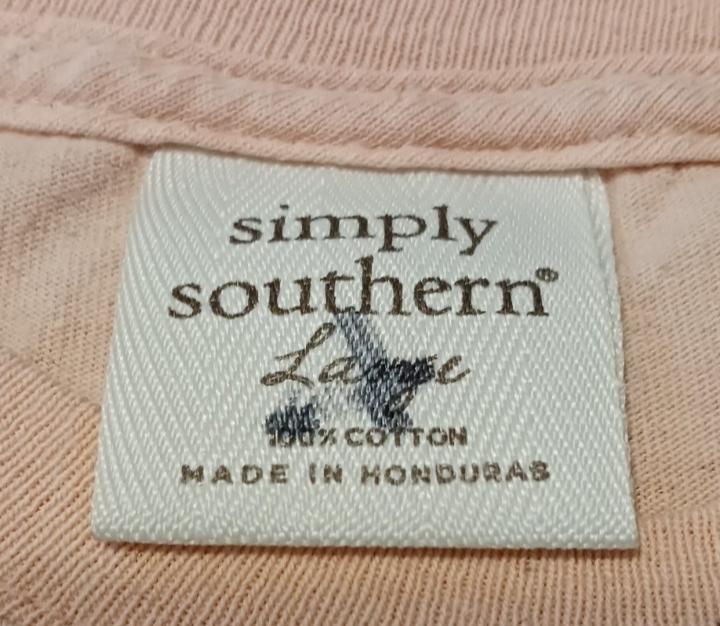 simply
southern®
Large
100% COTTON
MADE IN HONDURAS